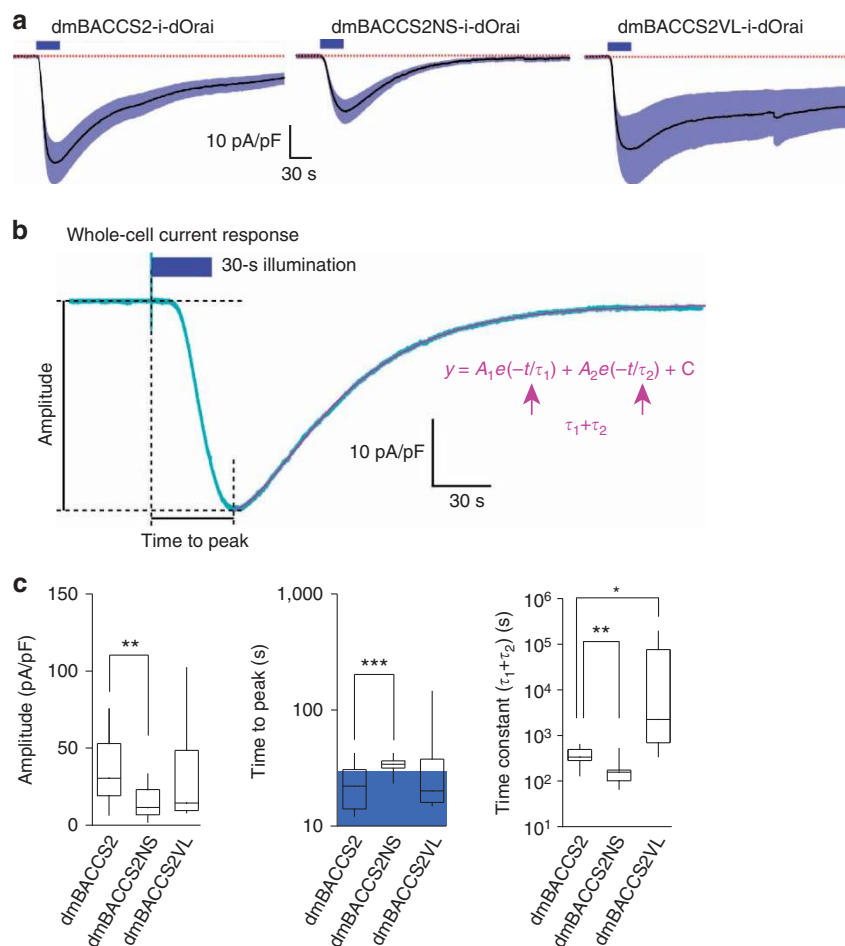 a
dmBACCS2-i-dOrai
dmBACCS2NS-i-dOrai
dmBACCS2VL-i-dOrai
10 pA/pF
30 s
b
Whole-cell current response
30-s illumination
Amplitude
y = A₁e(−t/τ₁) + A₂e(−t/τ₂) + C
τ₁+τ₂
10 pA/pF
30 s
Time to peak
c
Amplitude (pA/pF)
150
100
50
0
**
dmBACCS2
dmBACCS2NS
dmBACCS2VL
Time to peak (s)
1,000
100
10
***
dmBACCS2
dmBACCS2NS
dmBACCS2VL
Time constant (τ₁+τ₂) (s)
10⁶
10⁵
10⁴
10³
10²
10¹
*
**
dmBACCS2
dmBACCS2NS
dmBACCS2VL